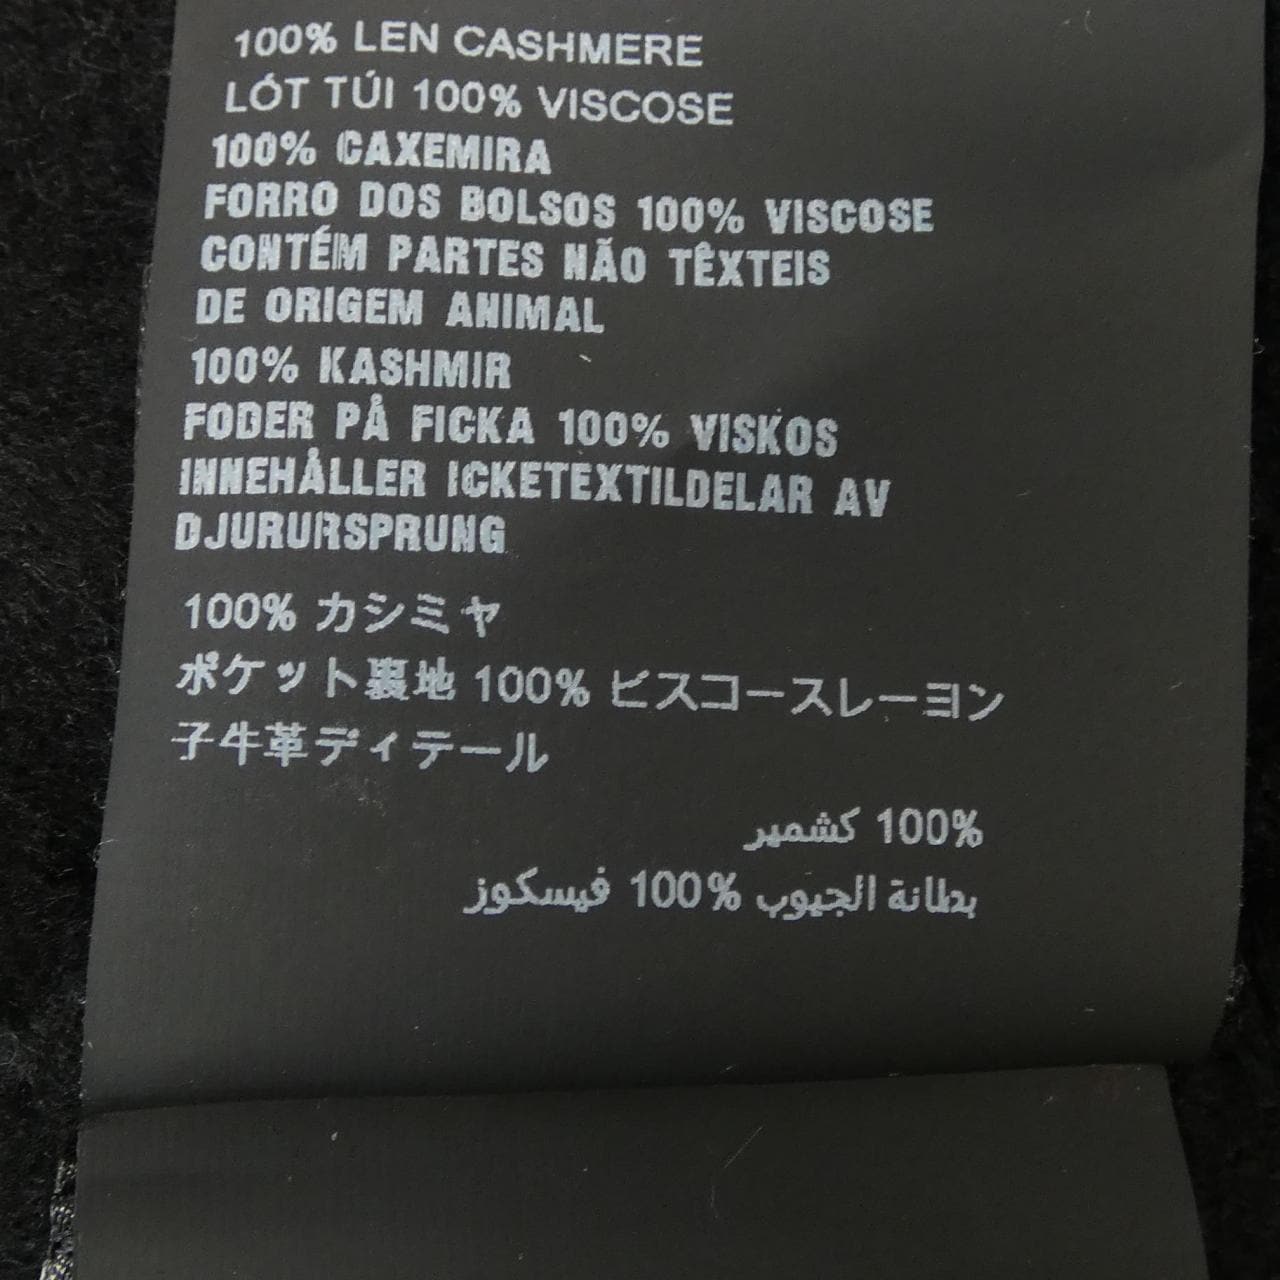 100% LEN CASHMERE
LÓT TÚI 100% VISCOSE
100% CAXEMIRA
FORRO DOS BOLSOS 100% VISCOSE
CONTÉM PARTES NÃO TÊXTEIS
DE ORIGEM ANIMAL
100% KASHMIR
FODER PÅ FICKA 100% VISKOS
INNEHÅLLER ICKETEXTILDELAR AV
DJURURSPRUNG
100% カシミヤ
ポケット裏地 100% ビスコースレーヨン
子牛革ディテール
100% كشمير
بطانة الجيوب 100% فيسكوز